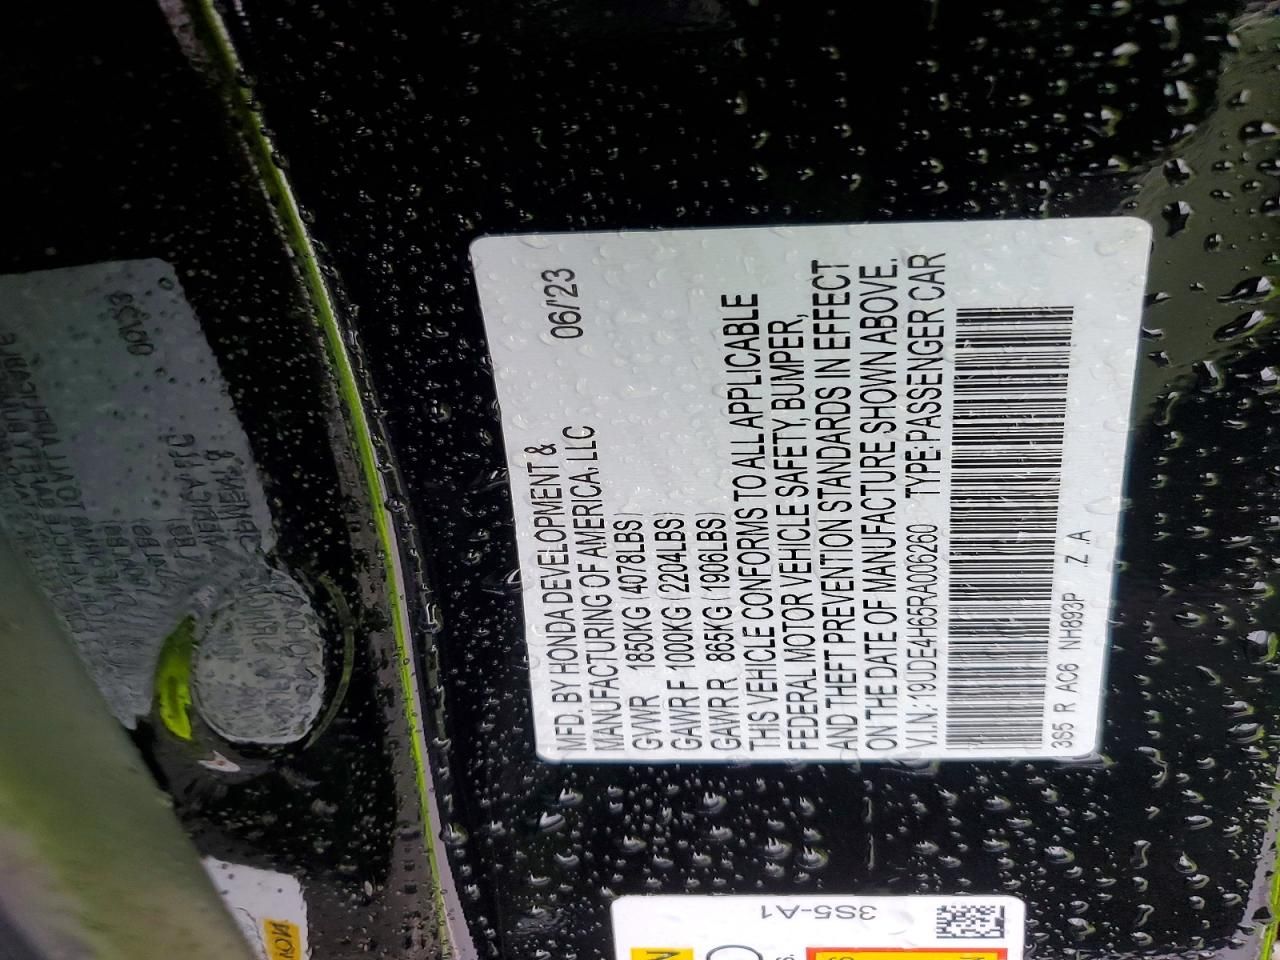 MFD. BY HONDA DEVELOPMENT &
MANUFACTURING OF AMERICA, LLC 06/'23
GVWR 1850KG(4078LBS)
GAWR F 1000KG(2204LBS)
GAWR R 865KG(1906LBS)
THIS VEHICLE CONFORMS TO ALL APPLICABLE
FEDERAL MOTOR VEHICLE SAFETY, BUMPER,
AND THEFT PREVENTION STANDARDS IN EFFECT
ON THE DATE OF MANUFACTURE SHOWN ABOVE.
V.I.N.: 19UDE4H65RA006260 TYPE: PASSENGER CAR
3S5 R AC6 NH893P Z A
3S5-A1